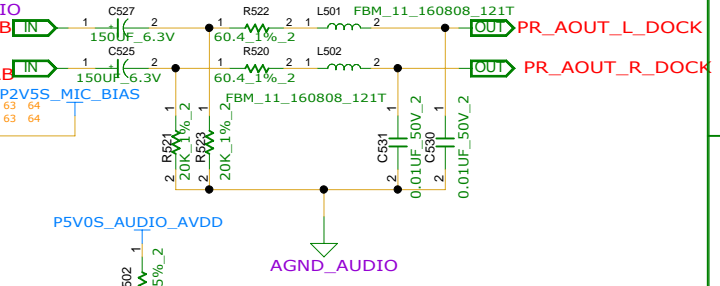 IO
C527
R522
L501
FBM_11_160808_121T
B
IN
1
2
1
2
1
2
OUT
PR_AOUT_L_DOCK
150UF_6.3V
60.4_1%_2
C525
R520
L502
B
IN
1
2
1
2
1
2
OUT
PR_AOUT_R_DOCK
150UF_6.3V
60.4_1%_2
P2V5S_MIC_BIAS
FBM_11_160808_121T
63 64
63 64
1
R521
20K_1%_2
2
1
R523
20K_1%_2
2
1
C531
0.01UF_50V_2
2
1
C530
0.01UF_50V_2
2
P5V0S_AUDIO_AVDD
AGND_AUDIO
1
502
5%_2